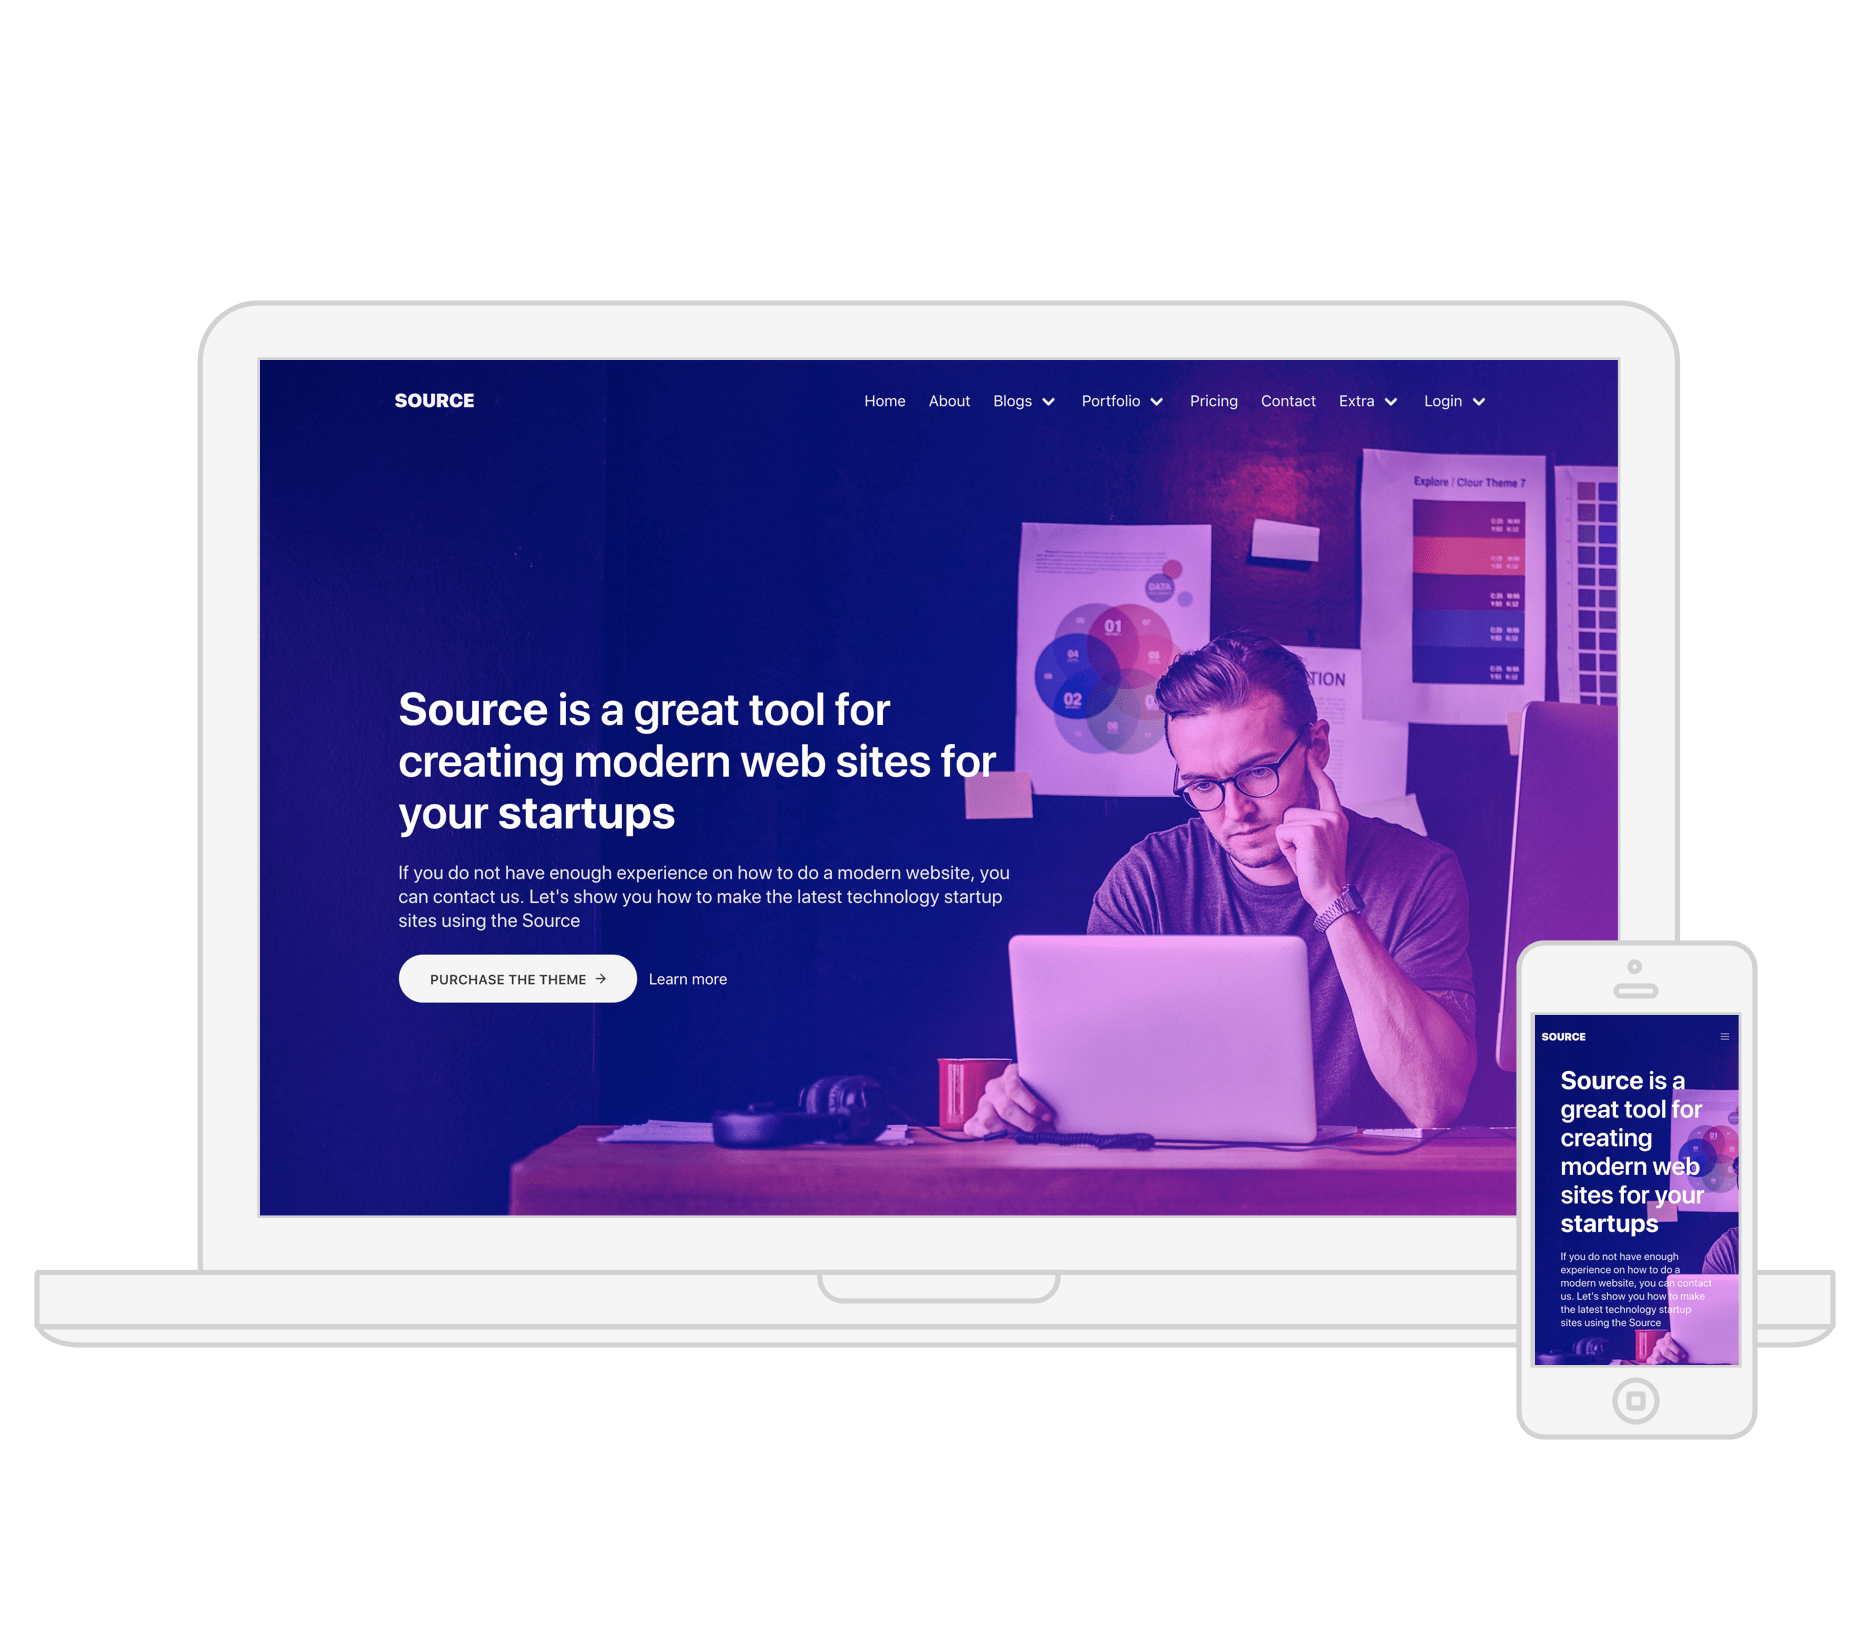 SOURCE
Home About Blogs Portfolio Pricing Contact Extra Login
Explore / Clour Theme 7
DATA
01
04
05
02
TION
Source is a great tool for
creating modern web sites for
your startups
If you do not have enough experience on how to do a modern website, you
can contact us. Let's show you how to make the latest technology startup
sites using the Source
PURCHASE THE THEME → Learn more
SOURCE
Source is a
great tool for
creating
modern web
sites for your
startups
If you do not have enough
experience on how to do a
modern website, you can contact
us. Let's show you how to make
the latest technology startup
sites using the Source